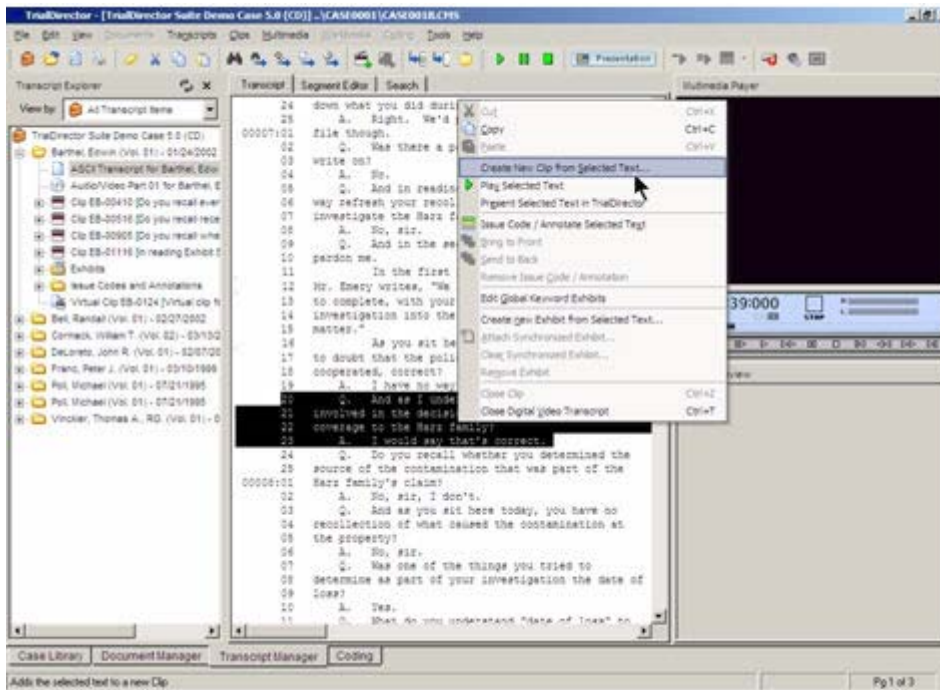 TrialDirector - [TrialDirector Suite Demo Case 5.0 (CD)] ..\CASE0001\CASE001R.CMS
File Edit View Documents Transcripts Clips Multimedia Coding Tools Help
Presentation
Transcript Explorer
View by: All Transcript Items
TrialDirector Suite Demo Case 5.0 (CD)
Barthel, Edwin (Vol. 01) - 01/24/2002
ASCII Transcript for Barthel, Edwi
Audio/Video Part 01 for Barthel, E
Clip EB-00410 [Do you recall ever
Clip EB-00516 [Do you recall rece
Clip EB-00905 [Do you recall whe
Clip EB-01116 [In reading Exhibit 5
Exhibits
Issue Codes and Annotations
Virtual Clip EB-0124 [Virtual clip h
Bell, Randall (Vol. 01) - 02/27/2002
Cormack, William T. (Vol. 02) - 03/13/2
DeLoreto, John R. (Vol. 01) - 02/07/20
Franc, Peter J. (Vol. 01) - 03/10/1998
Poll, Michael (Vol. 01) - 07/21/1995
Poll, Michael (Vol. 01) - 07/21/1995
Vinckier, Thomas A., RG. (Vol. 01) - 0
Transcript Segment Editor Search
24 down what you did duri
25 A. Right. We'd
00007:01 file though.
02 Q. Was there a p
03 write on?
04 A. No.
05 Q. And in readin
06 way refresh your recol
07 investigate the Harz f
08 A. No, sir.
09 Q. And in the se
10 pardon me.
11 In the first
12 Mr. Emery writes, "We
13 to complete, with your
14 investigation into the
15 matter."
16 As you sit he
17 to doubt that the poli
18 cooperated, correct?
19 A. I have no way
20 Q. And as I unde
21 involved in the decisi
22 coverage to the Harz family?
23 A. I would say that's correct.
24 Q. Do you recall whether you determined the
25 source of the contamination that was part of the
00008:01 Harz family's claim?
02 A. No, sir, I don't.
03 Q. And as you sit here today, you have no
04 recollection of what caused the contamination at
05 the property?
06 A. No, sir.
07 Q. Was one of the things you tried to
08 determine as part of your investigation the date of
09 loss?
10 A. Yes.
11 Q. What do you understand "date of loss" to
Cut Ctrl+X
Copy Ctrl+C
Paste Ctrl+V
Create New Clip from Selected Text...
Play Selected Text
Present Selected Text in TrialDirector
Issue Code / Annotate Selected Text
Bring to Front
Send to Back
Remove Issue Code / Annotation
Edit Global Keyword Exhibits
Create new Exhibit from Selected Text...
Attach Synchronized Exhibit...
Clear Synchronized Exhibit...
Remove Exhibit
Close Clip Ctrl+Z
Close Digital Video Transcript Ctrl+T
Multimedia Player
39:000
STOP
Case Library Document Manager Transcript Manager Coding
Adds the selected text to a new Clip
Pg 1 of 3